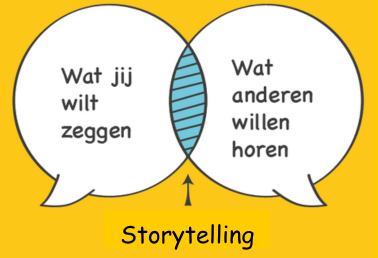 Wat jij
wilt
zeggen
Wat
anderen
willen
horen
Storytelling